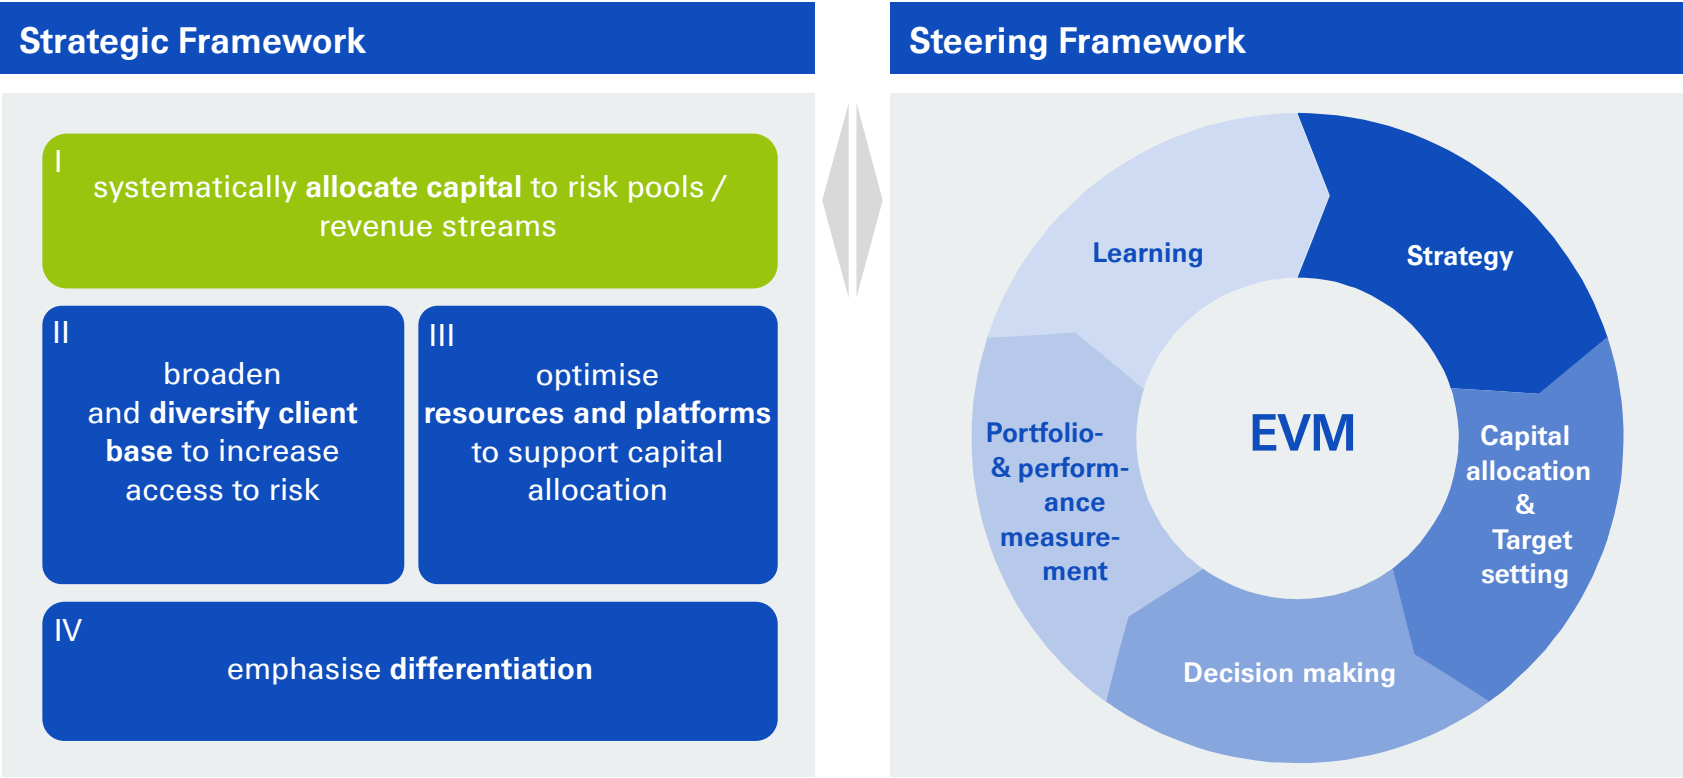 Strategic Framework
I
systematically allocate capital to risk pools /
revenue streams
II
broaden
and diversify client
base to increase
access to risk
III
optimise
resources and platforms
to support capital
allocation
IV
emphasise differentiation
Steering Framework
Learning
Strategy
EVM
Portfolio-
& perform-
ance
measure-
ment
Capital
allocation
&
Target
setting
Decision making